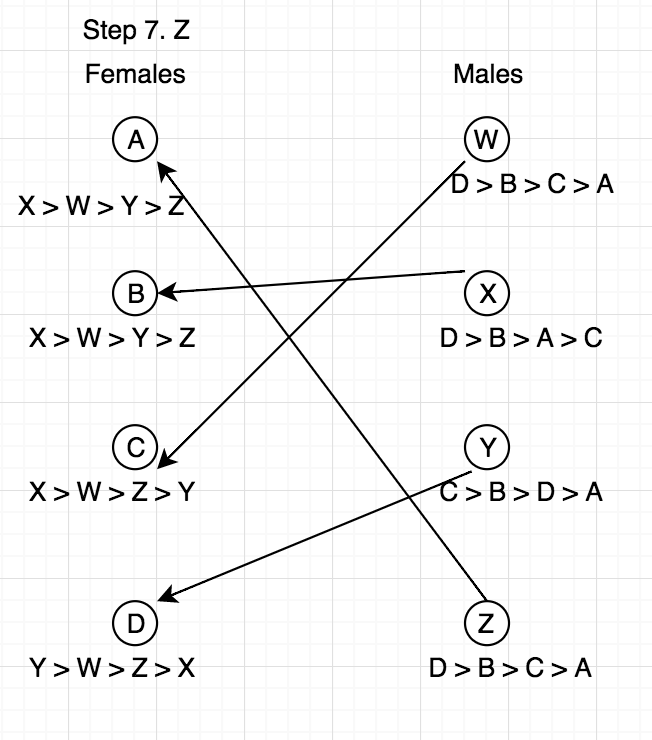 Step 7. Z
Females Males
A W
X > W > Y > Z D > B > C > A
B X
X > W > Y > Z D > B > A > C
C Y
X > W > Z > Y C > B > D > A
D Z
Y > W > Z > X D > B > C > A